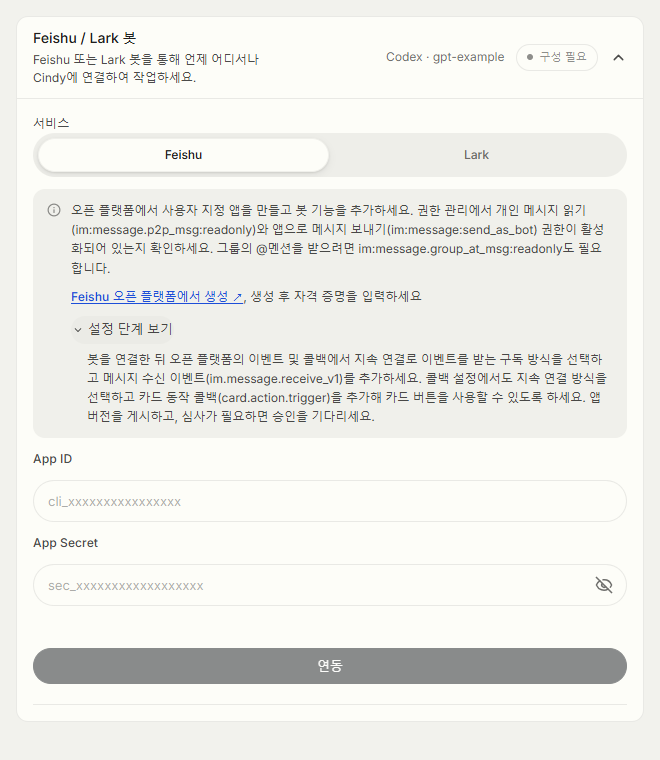 Feishu / Lark 봇
Feishu 또는 Lark 봇을 통해 언제 어디서나
Cindy에 연결하여 작업하세요.
Codex · gpt-example
구성 필요
서비스
Feishu
Lark
오픈 플랫폼에서 사용자 지정 앱을 만들고 봇 기능을 추가하세요. 권한 관리에서 개인 메시지 읽기
(im:message.p2p_msg:readonly)와 앱으로 메시지 보내기(im:message:send_as_bot) 권한이 활성
화되어 있는지 확인하세요. 그룹의 @멘션을 받으려면 im:message.group_at_msg:readonly도 필요
합니다.
Feishu 오픈 플랫폼에서 생성 ↗, 생성 후 자격 증명을 입력하세요
설정 단계 보기
봇을 연결한 뒤 오픈 플랫폼의 이벤트 및 콜백에서 지속 연결로 이벤트를 받는 구독 방식을 선택하
고 메시지 수신 이벤트(im.message.receive_v1)를 추가하세요. 콜백 설정에서도 지속 연결 방식을
선택하고 카드 동작 콜백(card.action.trigger)을 추가해 카드 버튼을 사용할 수 있도록 하세요. 앱
버전을 게시하고, 심사가 필요하면 승인을 기다리세요.
App ID
cli_xxxxxxxxxxxxxxxx
App Secret
sec_xxxxxxxxxxxxxxxxxx
연동